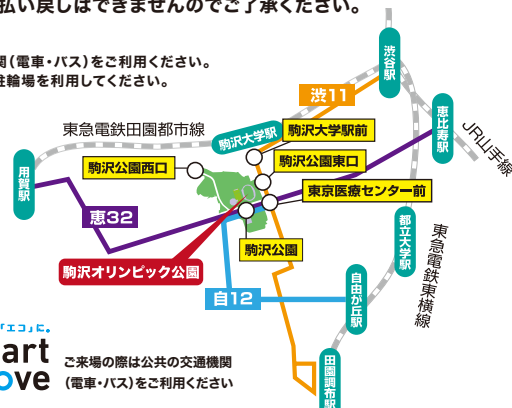 払い戻しはできませんのでご了承ください。
関(電車・バス)をご利用ください。
駐輪場を利用してください。
渋谷駅
渋11
恵比寿駅
JR山手線
東急電鉄田園都市線
駒沢大学駅
駒沢大学駅前
駒沢公園西口
駒沢公園東口
用賀駅
東京医療センター前
恵32
都立大学駅
東急電鉄東横線
駒沢公園
駒沢オリンピック公園
自由が丘駅
自12
「エコ」に。
art
ove
ご来場の際は公共の交通機関
(電車・バス)をご利用ください
田園調布駅